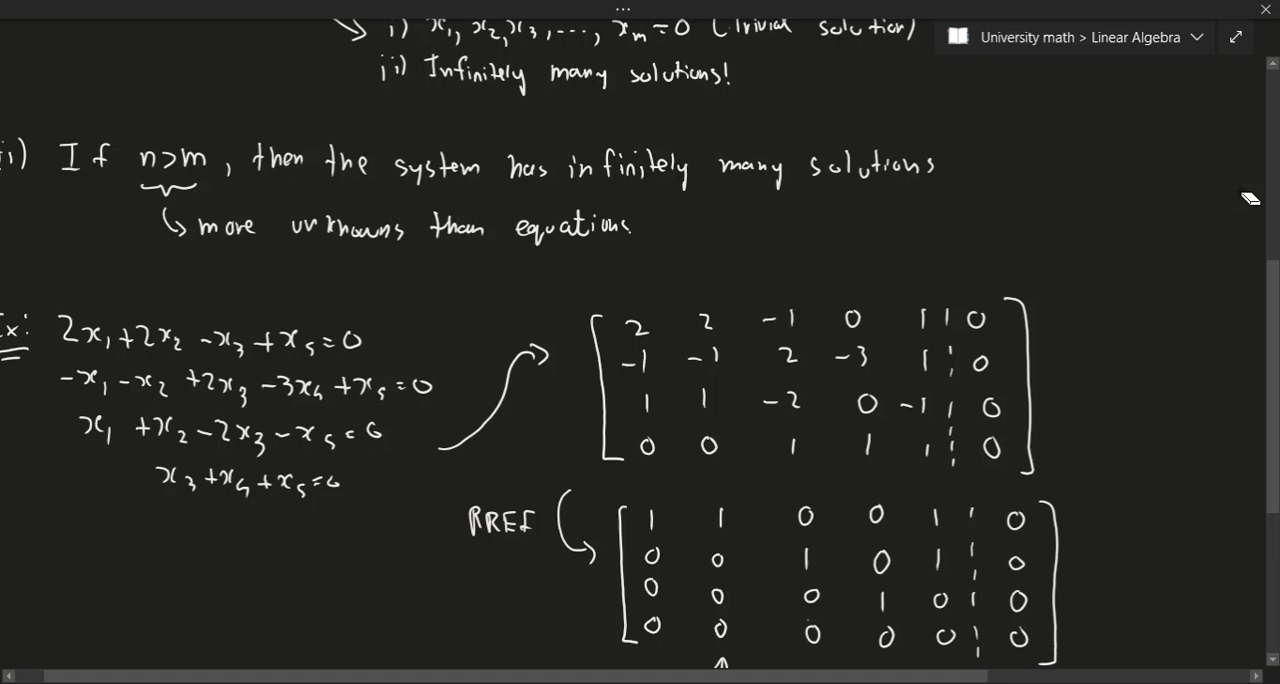 ...
i) x₁, x₂, x₃, ..., xₘ = 0 (Trivial solution)
University math > Linear Algebra
ii) Infinitely many solutions!
ii) If n>m, then the system has infinitely many solutions
↳ more unknowns than equations
Ex: 2x₁+2x₂ -x₃ +x₅=0
-x₁ -x₂ +2x₃ -3x₄ +x₅=0
x₁ +x₂ -2x₃ -x₅=0
x₃ +x₄ +x₅=0
2 2 -1 0 1 | 0
-1 -1 2 -3 1 | 0
1 1 -2 0 -1 | 0
0 0 1 1 1 | 0
RREF
1 1 0 0 1 | 0
0 0 1 0 1 | 0
0 0 0 1 0 | 0
0 0 0 0 0 | 0